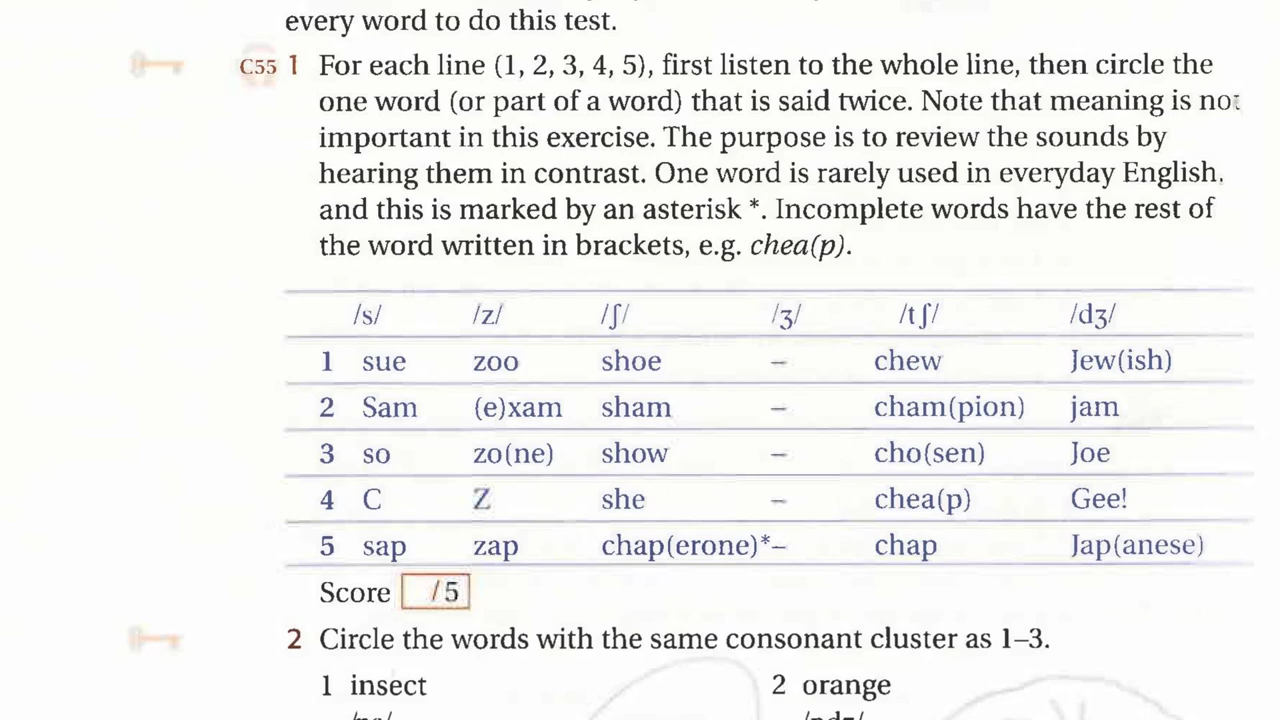 every word to do this test.
C55 1 For each line (1, 2, 3, 4, 5), first listen to the whole line, then circle the
one word (or part of a word) that is said twice. Note that meaning is not
important in this exercise. The purpose is to review the sounds by
hearing them in contrast. One word is rarely used in everyday English,
and this is marked by an asterisk *. Incomplete words have the rest of
the word written in brackets, e.g. chea(p).
/s/ /z/ /ʃ/ /ʒ/ /tʃ/ /dʒ/
1 sue zoo shoe – chew Jew(ish)
2 Sam (e)xam sham – cham(pion) jam
3 so zo(ne) show – cho(sen) Joe
4 C Z she – chea(p) Gee!
5 sap zap chap(erone)* – chap Jap(anese)
Score /5
2 Circle the words with the same consonant cluster as 1–3.
1 insect 2 orange